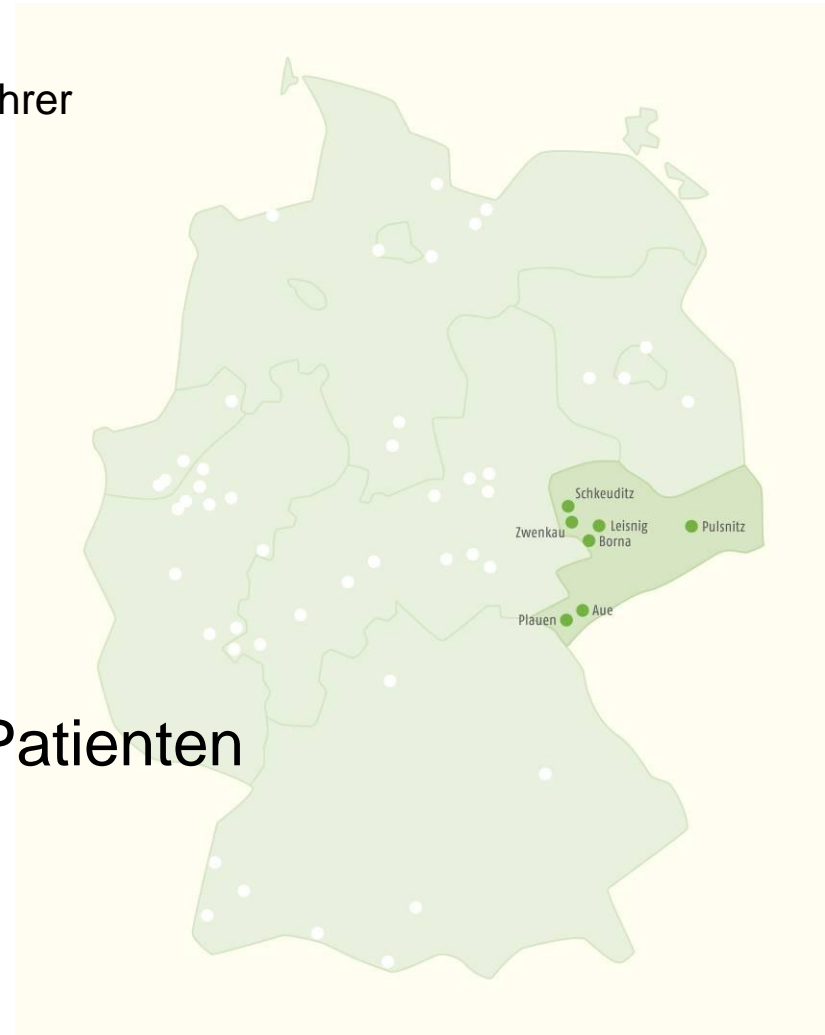 hrer
Schkeuditz
Zwenkau
Leisnig
Pulsnitz
Borna
Aue
Plauen
Patienten